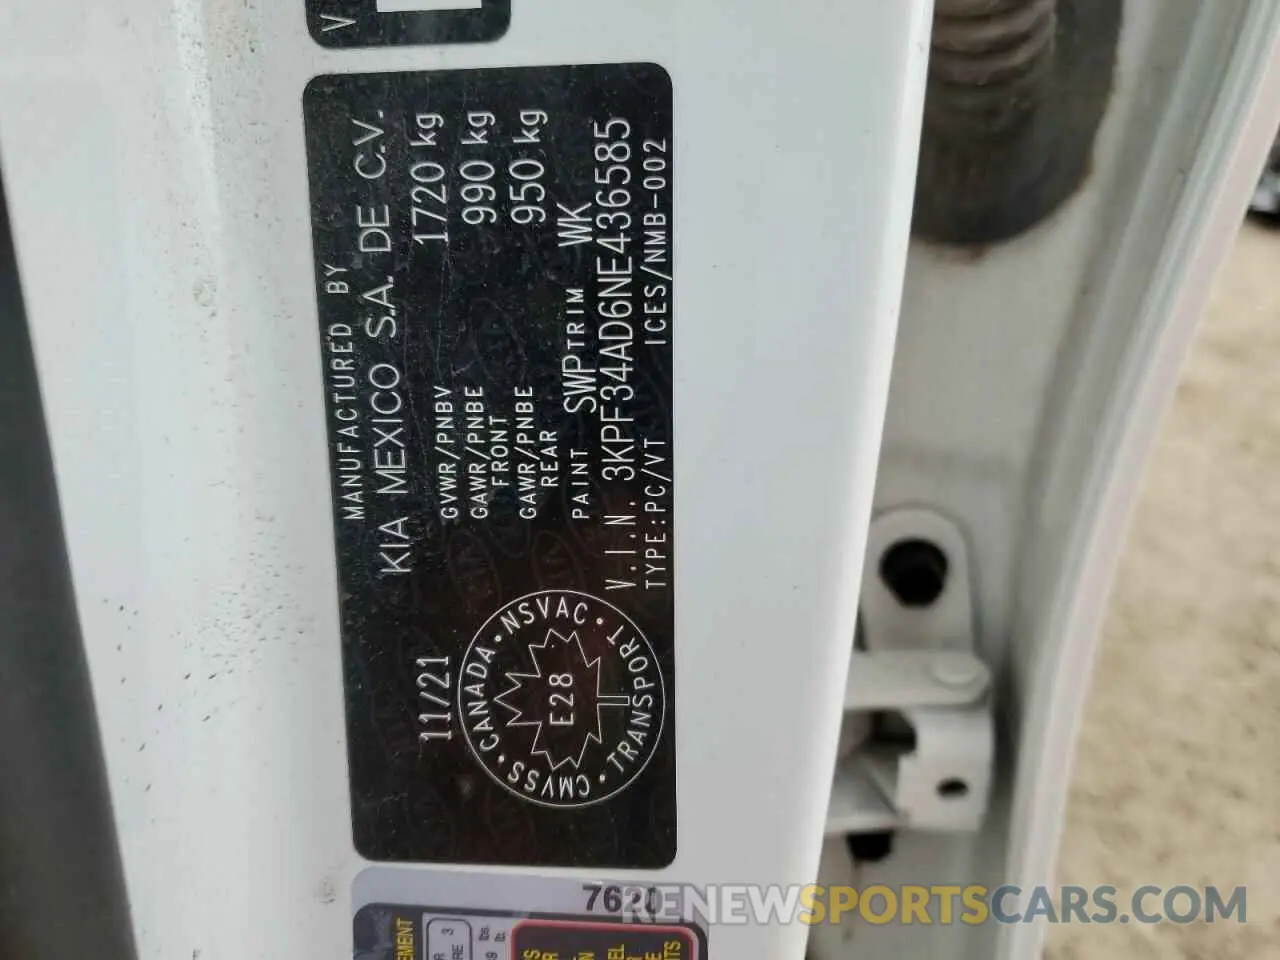 V
MANUFACTURED BY
KIA MEXICO S.A. DE C.V.
11/21
GVWR/PNBV 1720 kg
GAWR/PNBE FRONT 990 kg
GAWR/PNBE REAR 950 kg
PAINT SWP TRIM WK
V.I.N. 3KPF34AD6NE436585
TYPE:PC/VT ICES/NMB-002
CANADA · NSVAC · TRANSPORT · CMVSS ·
E28
7620
RENEWSPORTSCARS.COM